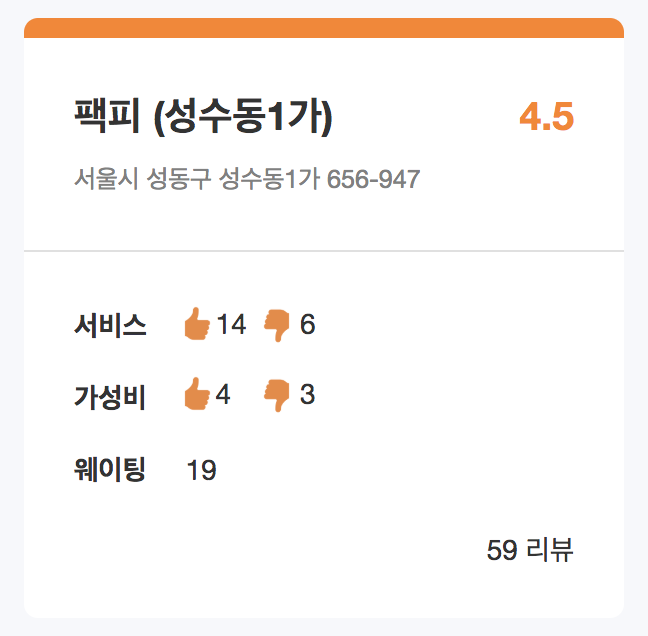 팩피 (성수동1가) 4.5
서울시 성동구 성수동1가 656-947
서비스 14 6
가성비 4 3
웨이팅 19
59 리뷰